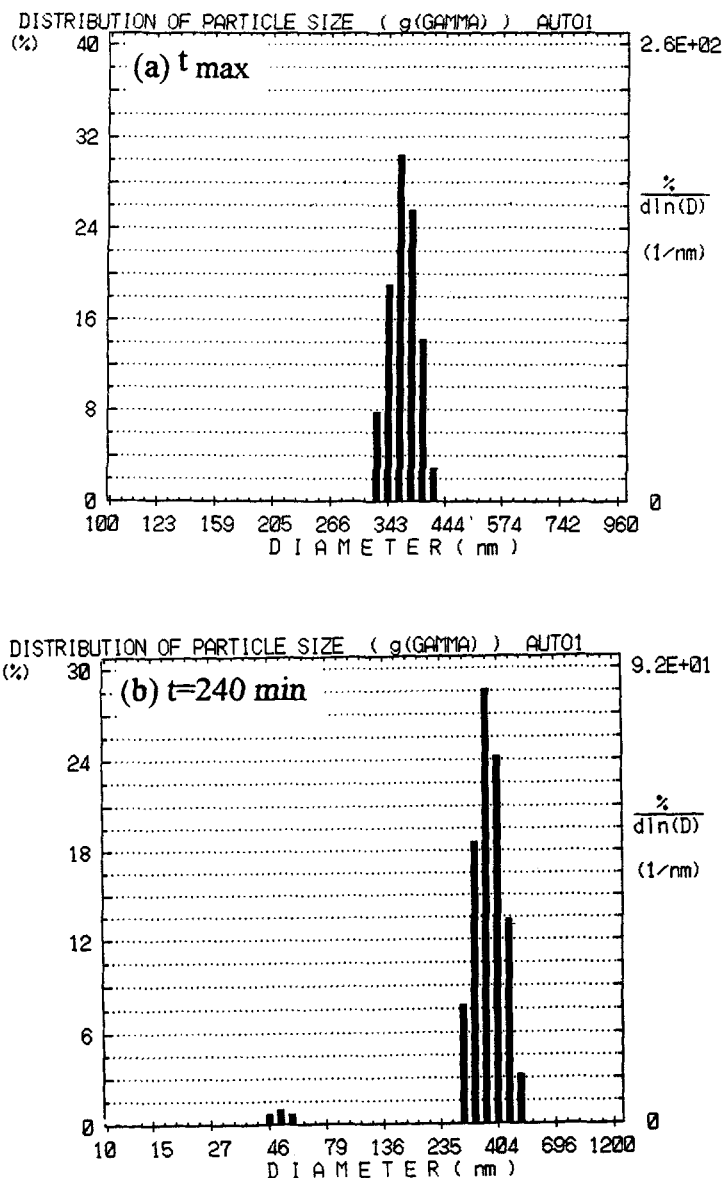 DISTRIBUTION OF PARTICLE SIZE ( g(GAMMA) ) AUTO1
(%) 40 (a) t max 2.6E+02
32
%
dln(D)
24
(1/nm)
16
8
0 0
100 123 159 205 266 343 444 574 742 960
DIAMETER ( nm )
DISTRIBUTION OF PARTICLE SIZE ( g(GAMMA) ) AUTO1
(%) 30 (b) t=240 min 9.2E+01
24
%
dln(D)
18
(1/nm)
12
6
0 0
10 15 27 46 79 136 235 404 696 1200
DIAMETER ( nm )